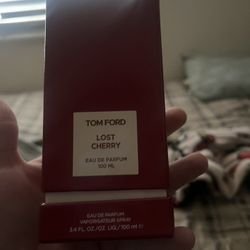 TOM FORD
LOST
CHERRY
EAU DE PARFUM
100 ML
EAU DE PARFUM
VAPORISATEUR SPRAY
3.4 FL.OZ./OZ. LIQ./100 ml ℮